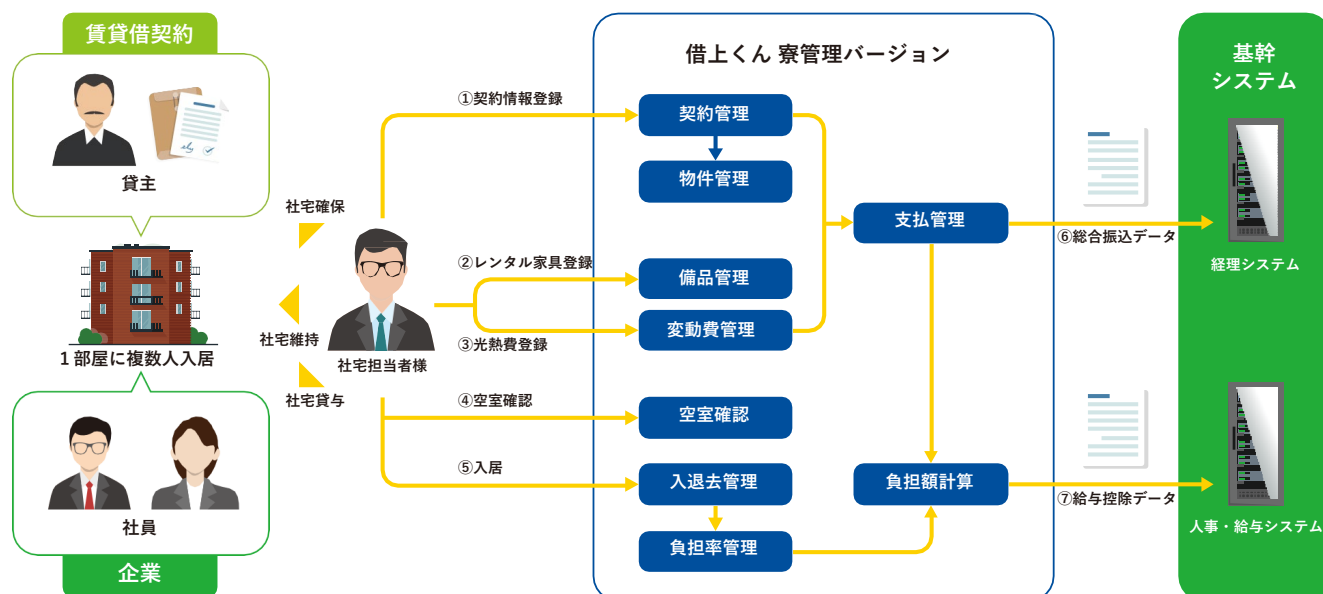 賃貸借契約
貸主
1部屋に複数人入居
社員
企業
社宅確保
社宅維持
社宅貸与
社宅担当者様
①契約情報登録
②レンタル家具登録
③光熱費登録
④空室確認
⑤入居
借上くん 寮管理バージョン
契約管理
物件管理
備品管理
変動費管理
空室確認
入退去管理
負担率管理
支払管理
負担額計算
⑥総合振込データ
⑦給与控除データ
基幹
システム
経理システム
人事・給与システム